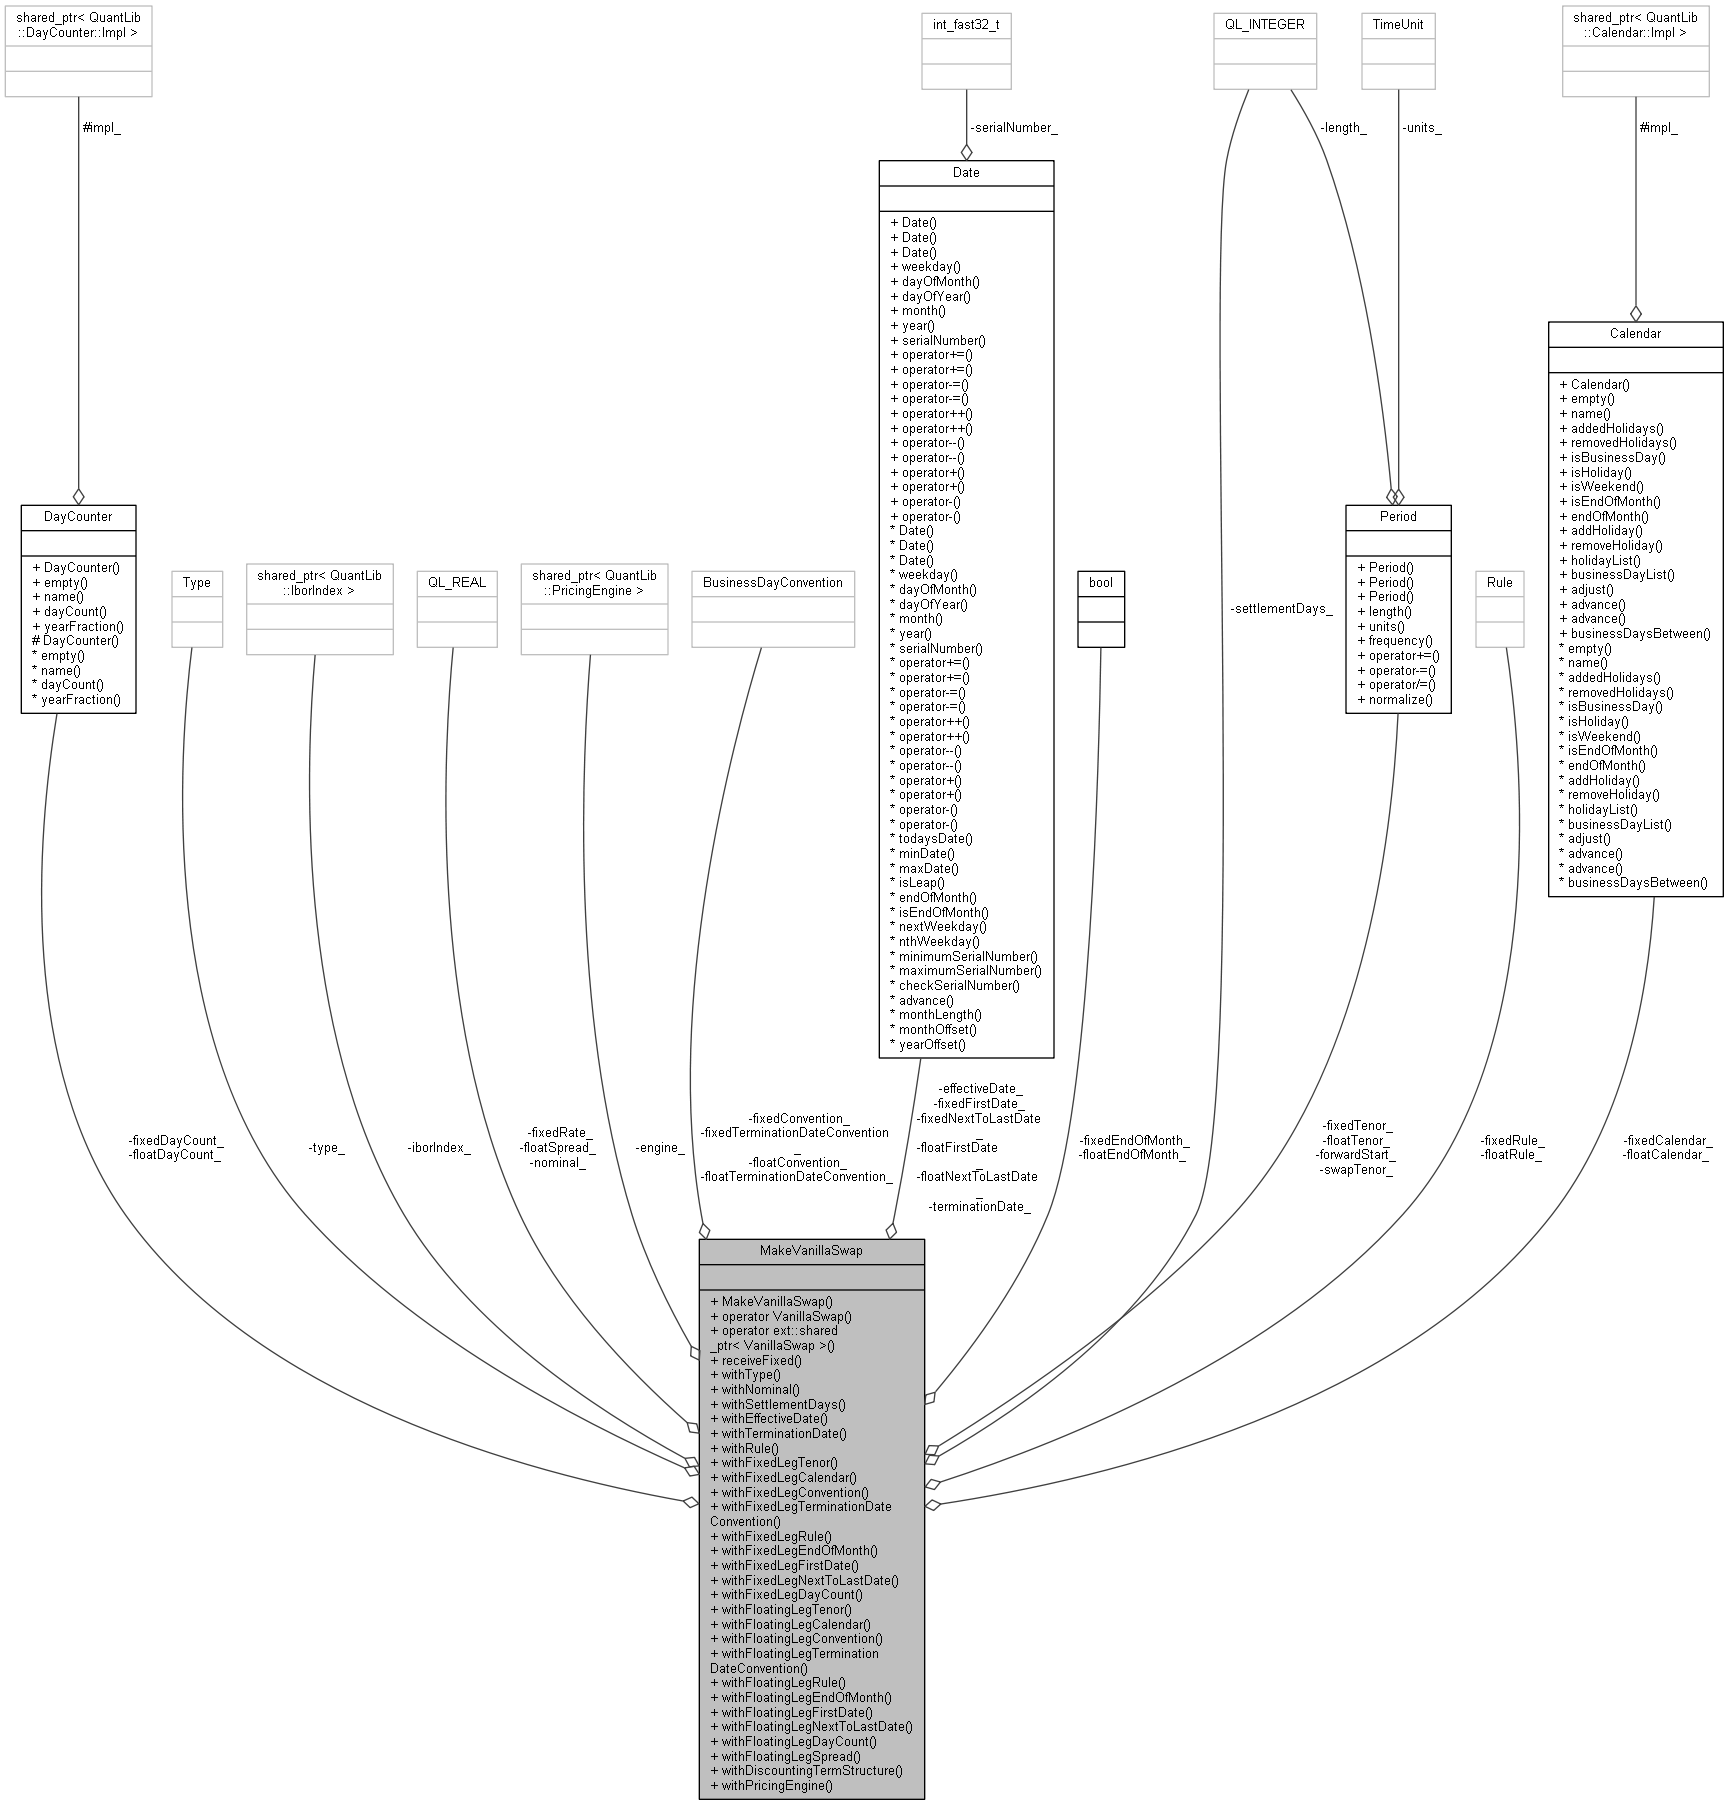 shared_ptr< QuantLib
::DayCounter::Impl >
int_fast32_t
QL_INTEGER
TimeUnit
shared_ptr< QuantLib
::Calendar::Impl >
#impl_
-serialNumber_
-length_
-units_
#impl_
Date
+ Date()
+ Date()
+ Date()
+ weekday()
+ dayOfMonth()
+ dayOfYear()
+ month()
+ year()
+ serialNumber()
+ operator+=()
+ operator+=()
+ operator-=()
+ operator-=()
+ operator++()
+ operator++()
+ operator--()
+ operator--()
+ operator+()
+ operator+()
+ operator-()
+ operator-()
* Date()
* Date()
* Date()
* weekday()
* dayOfMonth()
* dayOfYear()
* month()
* year()
* serialNumber()
* operator+=()
* operator+=()
* operator-=()
* operator-=()
* operator++()
* operator++()
* operator--()
* operator--()
* operator+()
* operator+()
* operator-()
* operator-()
* todaysDate()
* minDate()
* maxDate()
* isLeap()
* endOfMonth()
* isEndOfMonth()
* nextWeekday()
* nthWeekday()
* minimumSerialNumber()
* maximumSerialNumber()
* checkSerialNumber()
* advance()
* monthLength()
* monthOffset()
* yearOffset()
Calendar
+ Calendar()
+ empty()
+ name()
+ addedHolidays()
+ removedHolidays()
+ isBusinessDay()
+ isHoliday()
+ isWeekend()
+ isEndOfMonth()
+ endOfMonth()
+ addHoliday()
+ removeHoliday()
+ holidayList()
+ businessDayList()
+ adjust()
+ advance()
+ advance()
+ businessDaysBetween()
* empty()
* name()
* addedHolidays()
* removedHolidays()
* isBusinessDay()
* isHoliday()
* isWeekend()
* isEndOfMonth()
* endOfMonth()
* addHoliday()
* removeHoliday()
* holidayList()
* businessDayList()
* adjust()
* advance()
* advance()
* businessDaysBetween()
DayCounter
+ DayCounter()
+ empty()
+ name()
+ dayCount()
+ yearFraction()
# DayCounter()
* empty()
* name()
* dayCount()
* yearFraction()
Type
shared_ptr< QuantLib
::IborIndex >
QL_REAL
shared_ptr< QuantLib
::PricingEngine >
BusinessDayConvention
bool
-settlementDays_
Period
+ Period()
+ Period()
+ Period()
+ length()
+ units()
+ frequency()
+ operator+=()
+ operator-=()
+ operator/=()
+ normalize()
Rule
-fixedDayCount_
-floatDayCount_
-type_
-iborIndex_
-fixedRate_
-floatSpread_
-nominal_
-engine_
-fixedConvention_
-fixedTerminationDateConvention
_
-floatConvention_
-floatTerminationDateConvention_
-effectiveDate_
-fixedFirstDate_
-fixedNextToLastDate
_
-floatFirstDate
_
-floatNextToLastDate
_
-terminationDate_
-fixedEndOfMonth_
-floatEndOfMonth_
-fixedTenor_
-floatTenor_
-forwardStart_
-swapTenor_
-fixedRule_
-floatRule_
-fixedCalendar_
-floatCalendar_
MakeVanillaSwap
+ MakeVanillaSwap()
+ operator VanillaSwap()
+ operator ext::shared
_ptr< VanillaSwap >()
+ receiveFixed()
+ withType()
+ withNominal()
+ withSettlementDays()
+ withEffectiveDate()
+ withTerminationDate()
+ withRule()
+ withFixedLegTenor()
+ withFixedLegCalendar()
+ withFixedLegConvention()
+ withFixedLegTerminationDate
Convention()
+ withFixedLegRule()
+ withFixedLegEndOfMonth()
+ withFixedLegFirstDate()
+ withFixedLegNextToLastDate()
+ withFixedLegDayCount()
+ withFloatingLegTenor()
+ withFloatingLegCalendar()
+ withFloatingLegConvention()
+ withFloatingLegTermination
DateConvention()
+ withFloatingLegRule()
+ withFloatingLegEndOfMonth()
+ withFloatingLegFirstDate()
+ withFloatingLegNextToLastDate()
+ withFloatingLegDayCount()
+ withFloatingLegSpread()
+ withDiscountingTermStructure()
+ withPricingEngine()